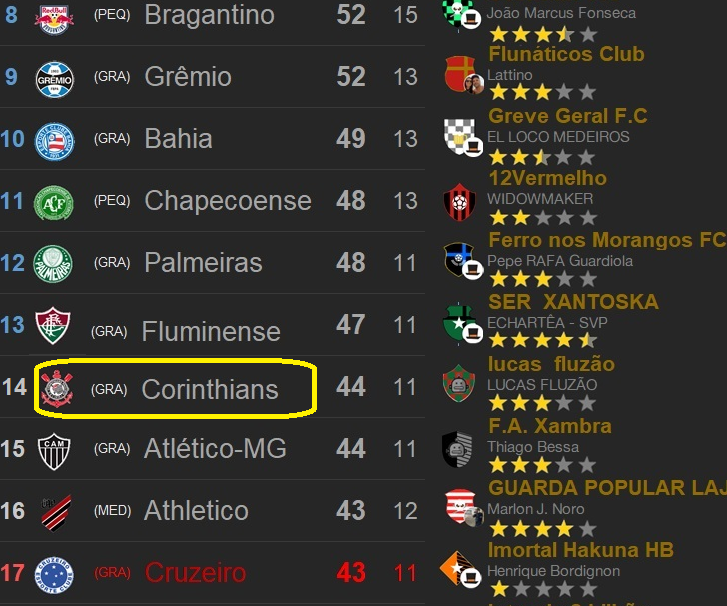 8 (PEQ) Bragantino 52 15 João Marcus Fonseca
Flunáticos Club
9 (GRA) Grêmio 52 13 Lattino
Greve Geral F.C
10 (GRA) Bahia 49 13 EL LOCO MEDEIROS
12Vermelho
11 (PEQ) Chapecoense 48 13 WIDOWMAKER
Ferro nos Morangos FC
12 (GRA) Palmeiras 48 11 Pepe RAFA Guardiola
SER XANTOSKA
13 (GRA) Fluminense 47 11 ECHARTÊA - SVP
lucas fluzão
14 (GRA) Corinthians 44 11 LUCAS FLUZÃO
F.A. Xambra
15 (GRA) Atlético-MG 44 11 Thiago Bessa
GUARDA POPULAR LAJ
16 (MED) Athletico 43 12 Marlon J. Noro
Imortal Hakuna HB
17 (GRA) Cruzeiro 43 11 Henrique Bordignon